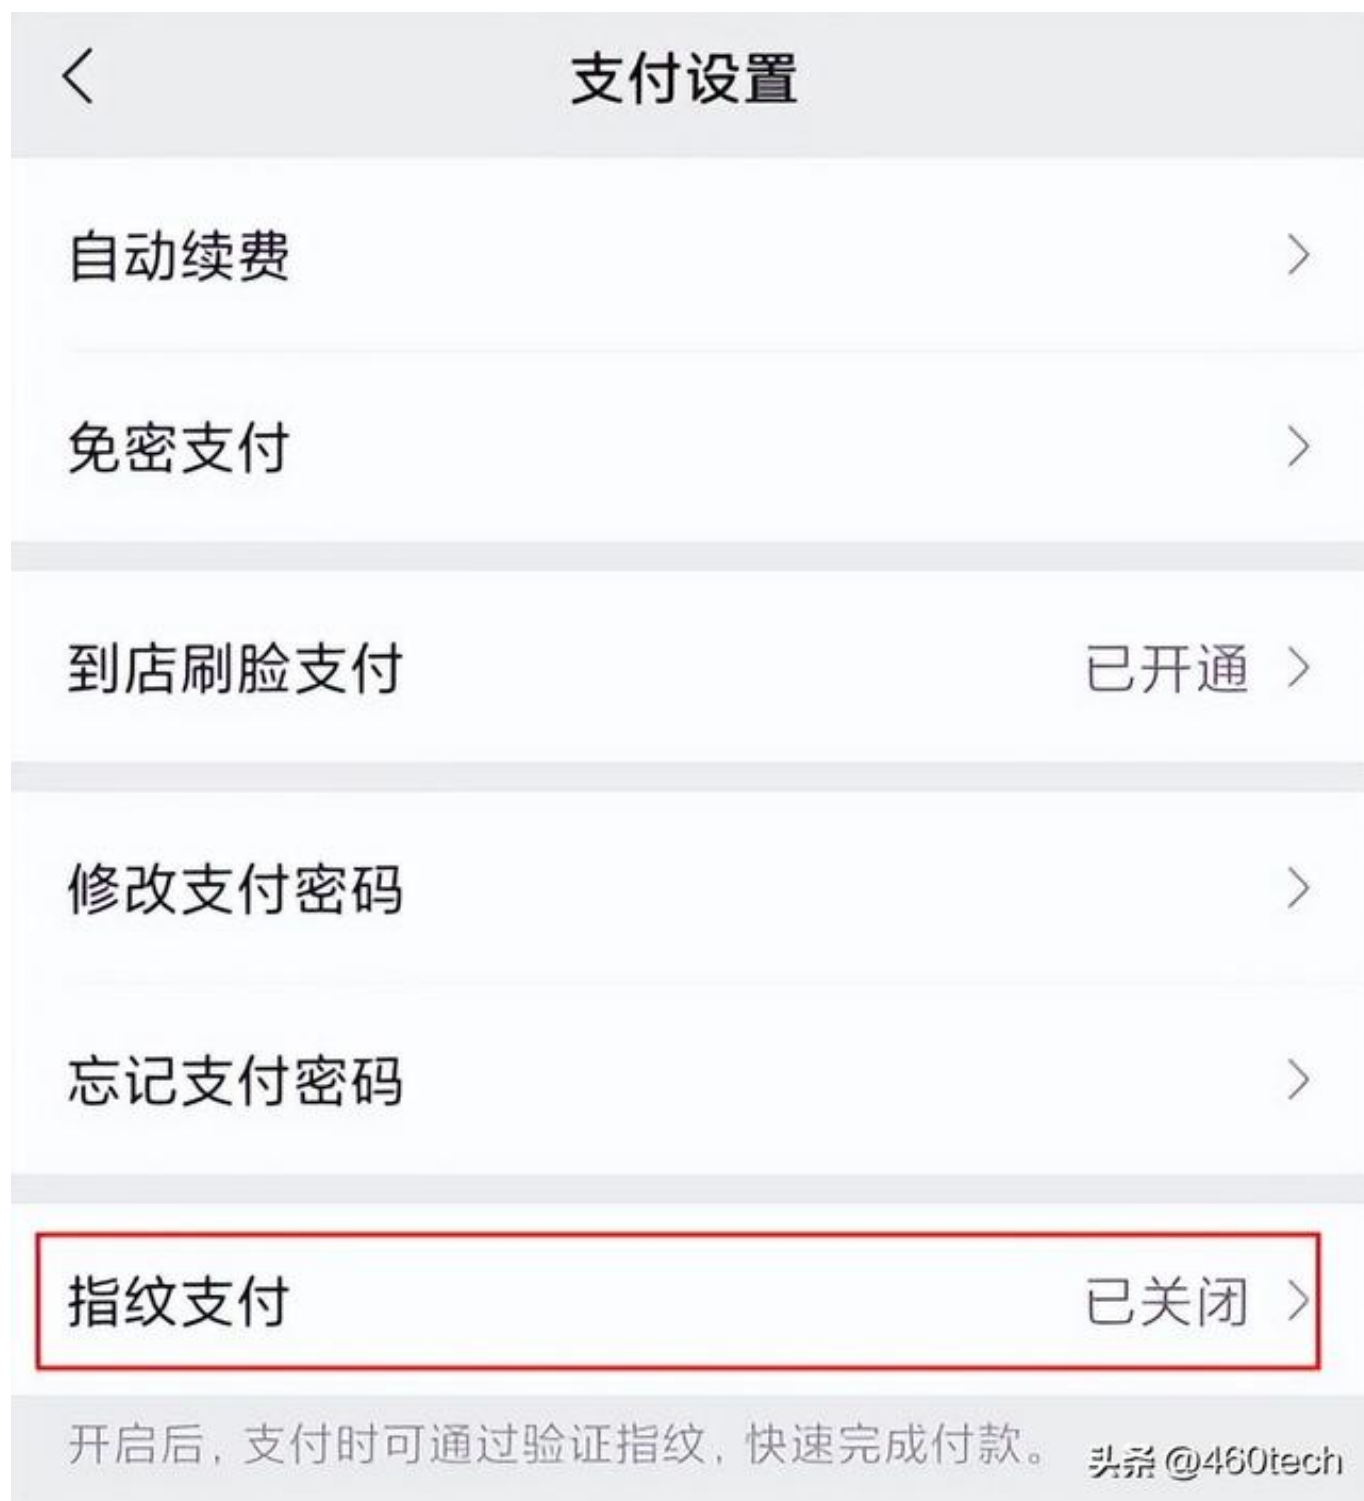 支付设置
自动续费
免密支付
到店刷脸支付 已开通
修改支付密码
忘记支付密码
指纹支付 已关闭
开启后，支付时可通过验证指纹，快速完成付款。
头条 @460tech